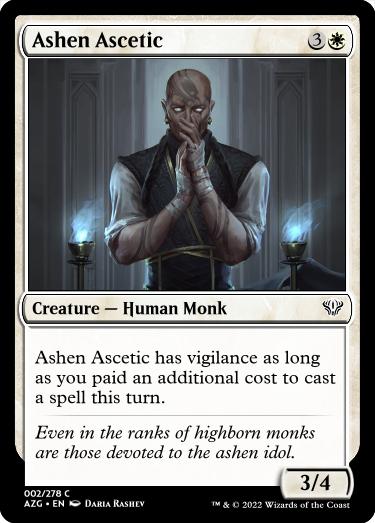 Ashen Ascetic 3
Creature — Human Monk
Ashen Ascetic has vigilance as long
as you paid an additional cost to cast
a spell this turn.
Even in the ranks of highborn monks
are those devoted to the ashen idol.
3/4
002/278 C
AZG • EN Daria Rashev
™ & © 2022 Wizards of the Coast